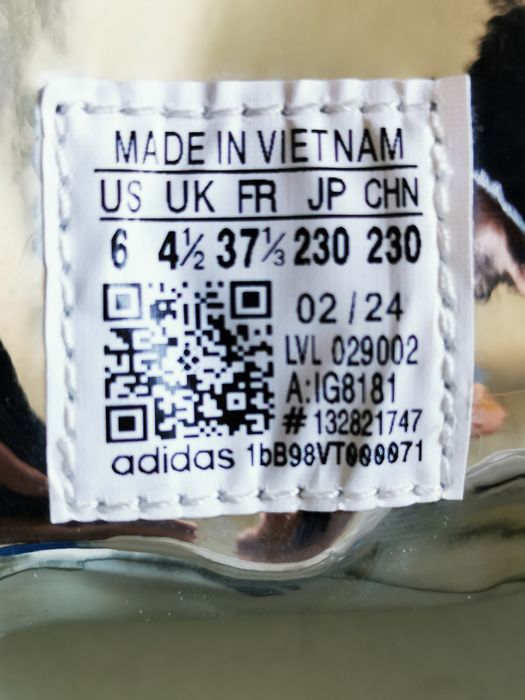 MADE IN VIETNAM
US UK FR JP CHN
6 4½ 37⅓ 230 230
02 / 24
LVL 029002
A:IG8181
# 132821747
adidas 1bB98VT000071